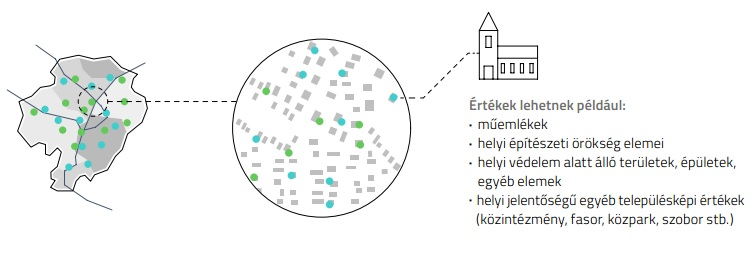 Értékek lehetnek például:
• műemlékek
• helyi építészeti örökség elemei
• helyi védelem alatt álló területek, épületek,
egyéb elemek
• helyi jelentőségű egyéb településképi értékek
(közintézmény, fasor, közpark, szobor stb.)